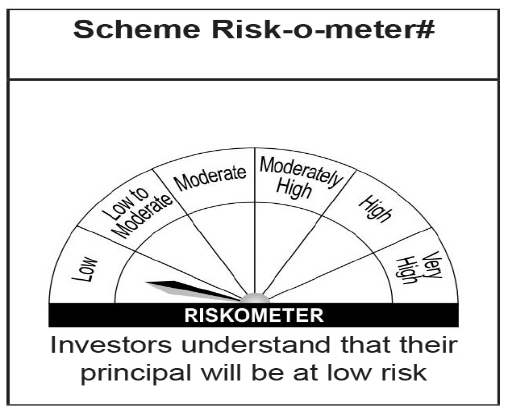 Scheme Risk-o-meter#
Low
Low to
Moderate
Moderate
Moderately
High
High
Very
High
RISKOMETER
Investors understand that their
principal will be at low risk